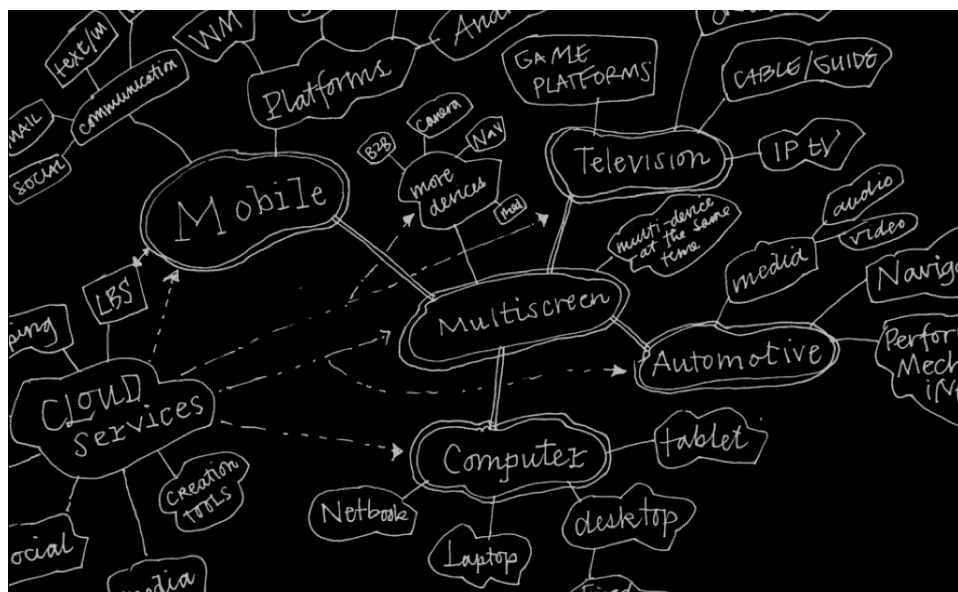 text/IM
WM
communication
Platforms
MAIL
SOCIAL
GAME
PLATFORMS
CABLE/GUIDE
Television
IP tv
camera
B2B
Nav
more
devices
Mobile
multi-device
at the same
time
audio
video
media
LBS
Multiscreen
Automotive
CLOUD
Services
CREATION
TOOLS
Computer
tablet
Netbook
Laptop
desktop